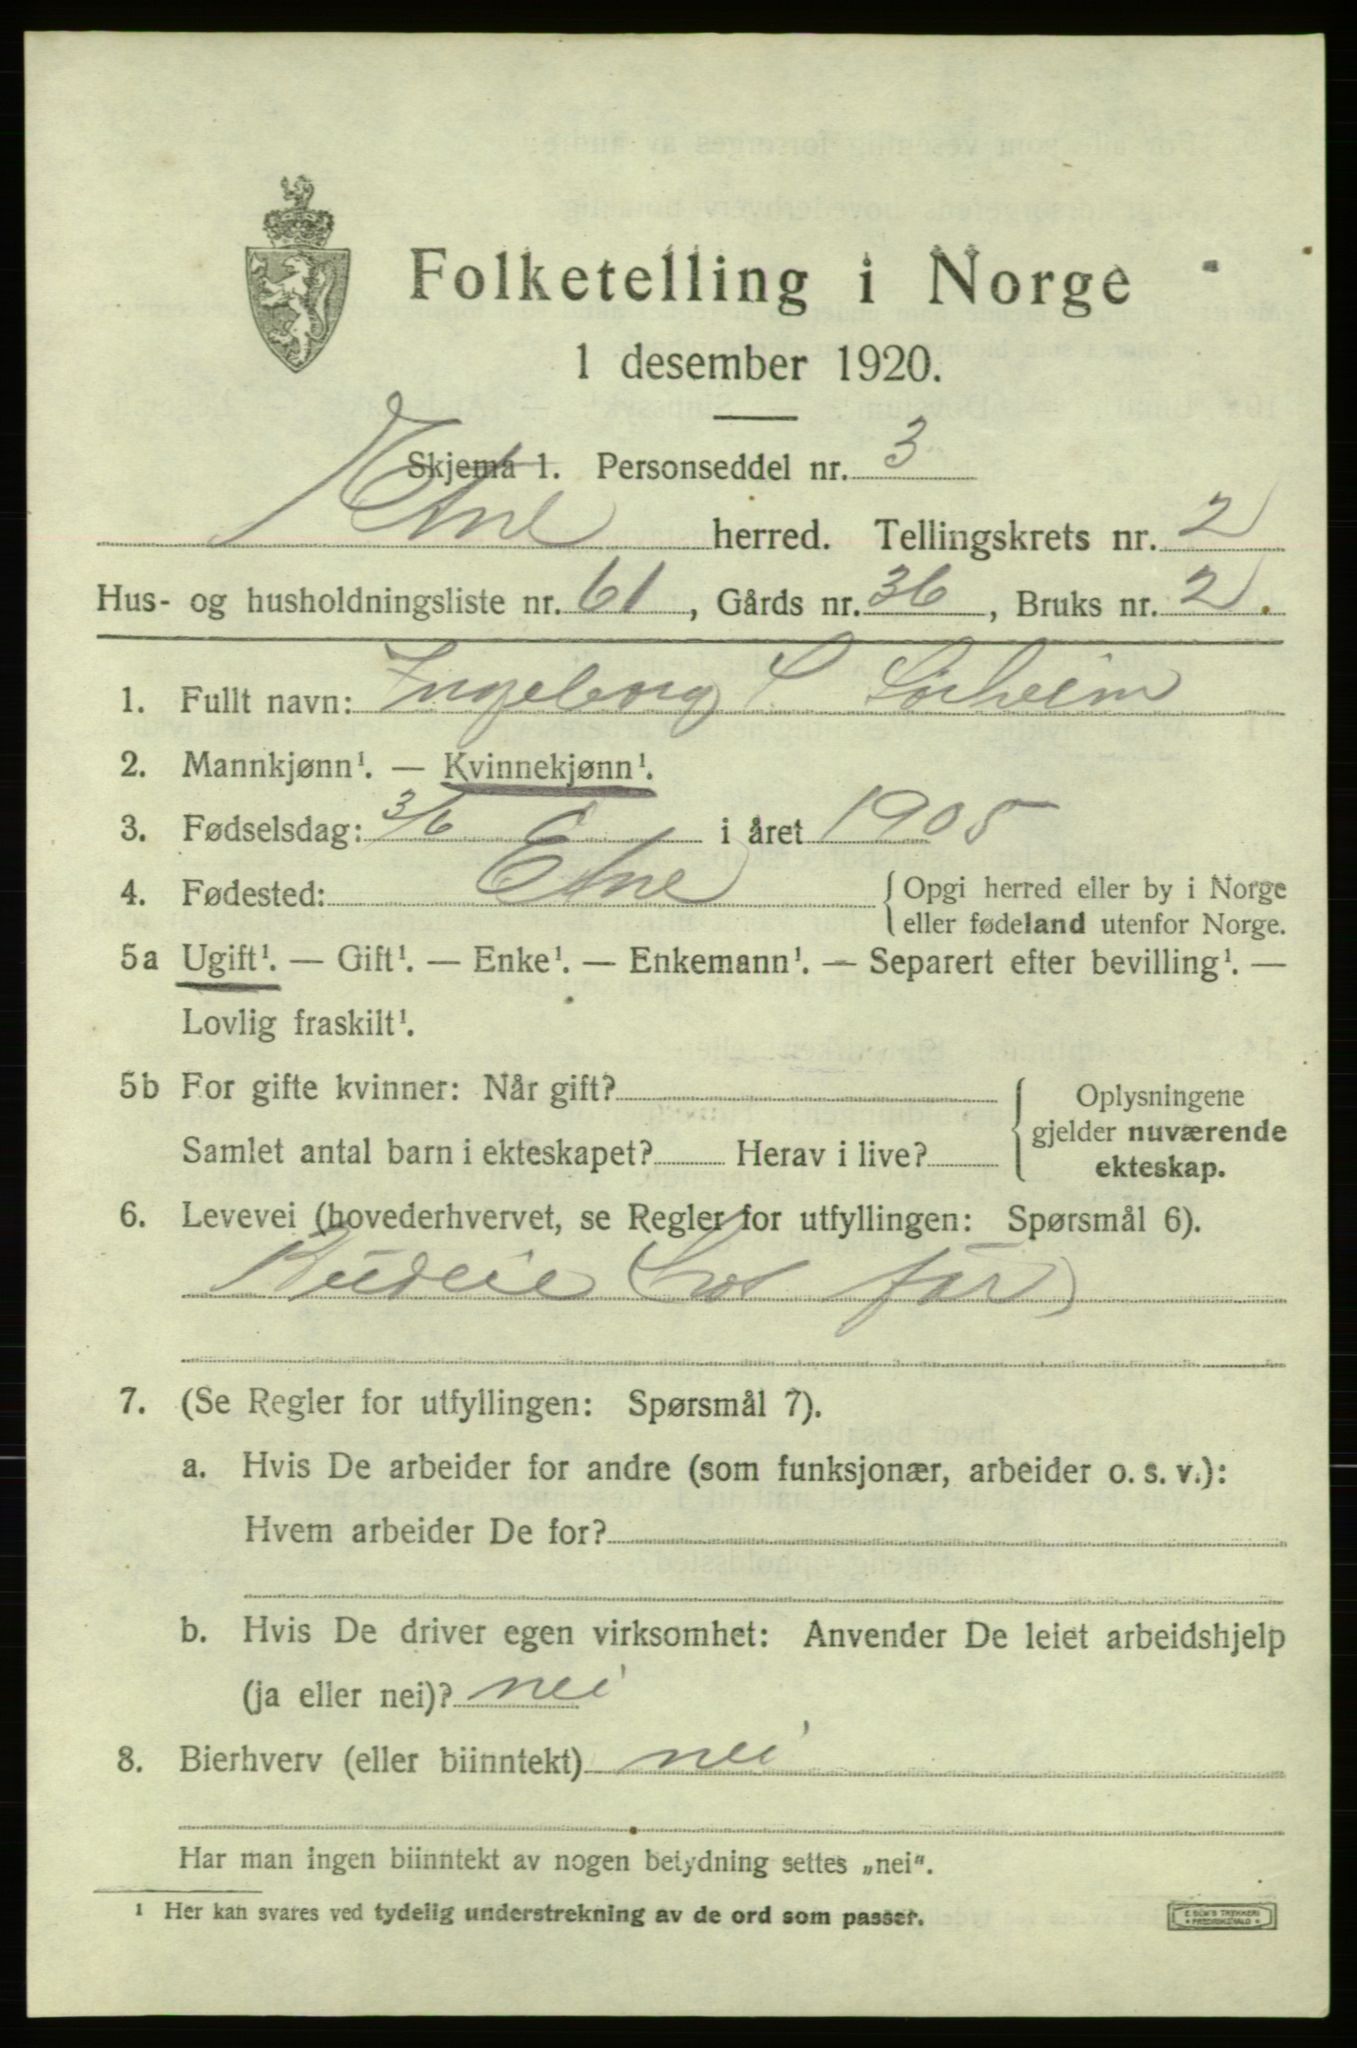 Folketelling i Norge
1 desember 1920.
Skjema 1. Personseddel nr. 3
Etne herred. Tellingskrets nr. 2
Hus- og husholdningsliste nr. 61, Gårds nr. 36, Bruks nr. 2.
1. Fullt navn: Ingeborg S Sørheim
2. Mannkjønn¹. — Kvinnekjønn¹.
3. Fødselsdag: 3/6 i året 1905
4. Fødested: Etne {Opgi herred eller by i Norge
eller fødeland utenfor Norge.
5a Ugift¹. — Gift¹. — Enke¹. — Enkemann¹. — Separert efter bevilling¹. —
Lovlig fraskilt¹.
5b For gifte kvinner: Når gift?
Samlet antal barn i ekteskapet? Herav i live?
Oplysningene
gjelder nuværende
ekteskap.
6. Levevei (hovederhvervet, se Regler for utfyllingen: Spørsmål 6).
Budeie (hos far)
7. (Se Regler for utfyllingen: Spørsmål 7).
a. Hvis De arbeider for andre (som funksjonær, arbeider o. s. v.):
Hvem arbeider De for?
b. Hvis De driver egen virksomhet: Anvender De leiet arbeidshjelp
(ja eller nei)? nei
8. Bierhverv (eller biinntekt) nei
Har man ingen biinntekt av nogen betydning settes „nei".
¹ Her kan svares ved tydelig understrekning av de ord som passer.